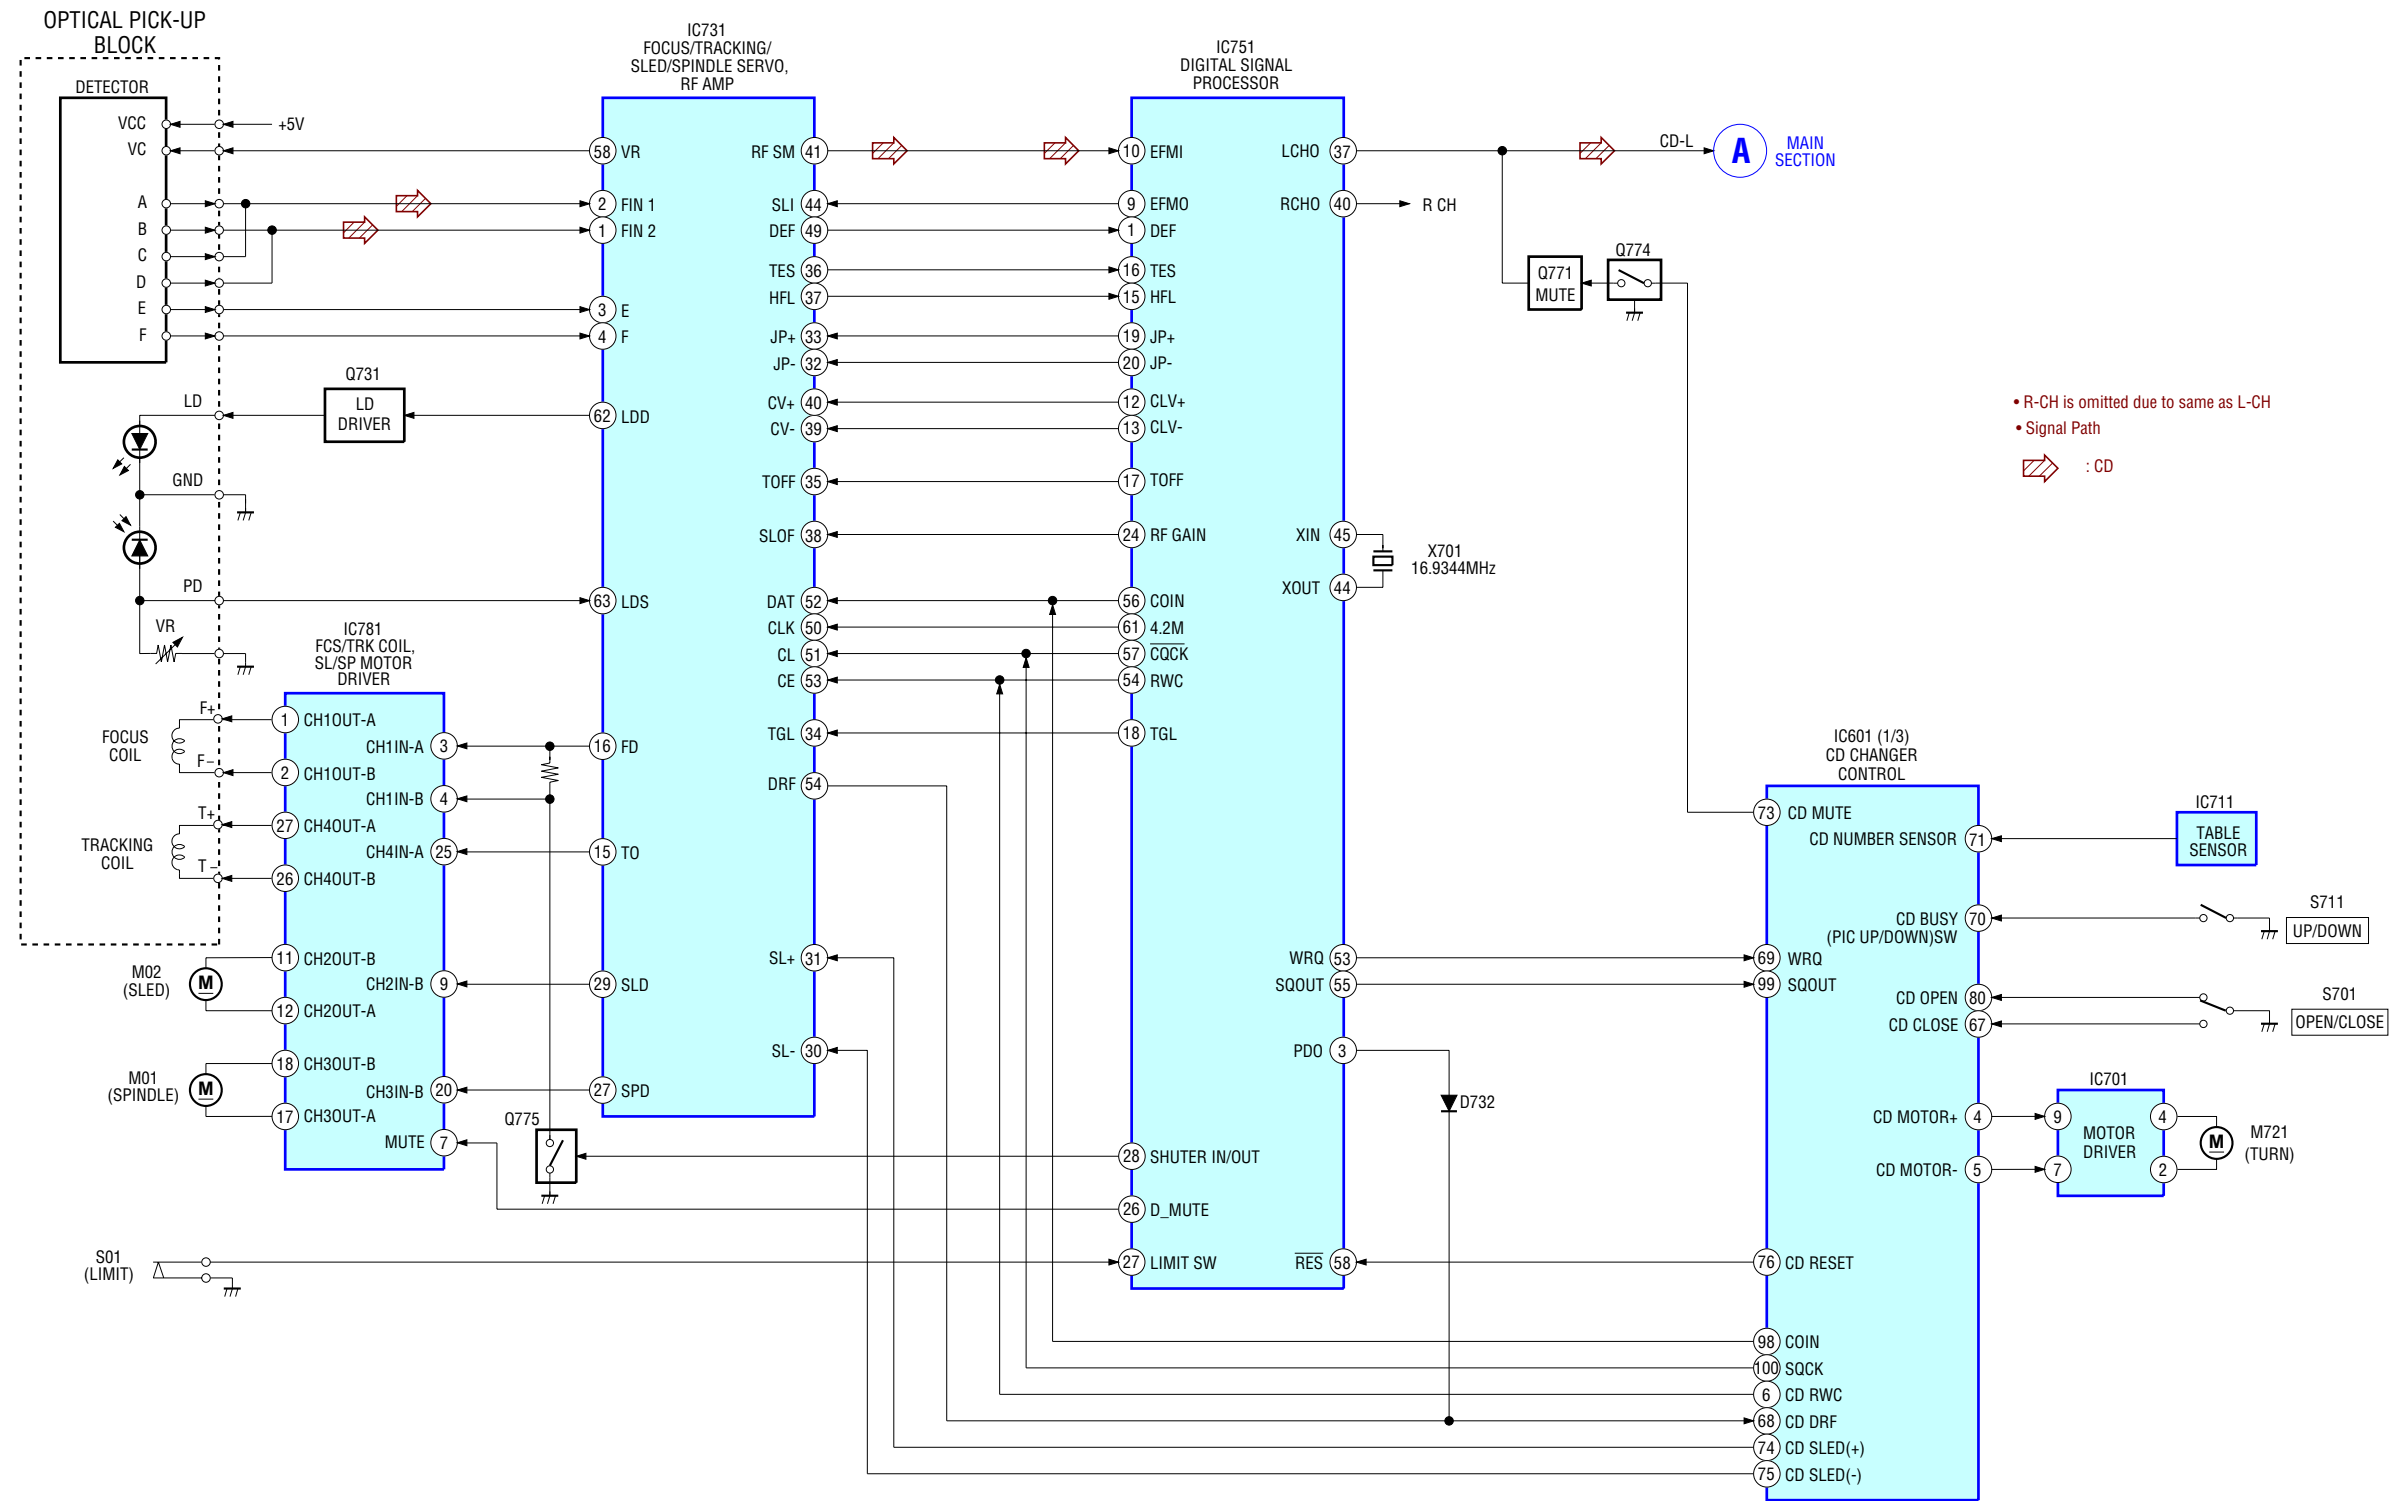 OPTICAL PICK-UP
BLOCK
DETECTOR
VCC
+5V
VC
A
B
C
D
E
F
Q731
LD
DRIVER
LD
GND
PD
VR
IC781
FCS/TRK COIL,
SL/SP MOTOR
DRIVER
F+
FOCUS
COIL
F–
T+
TRACKING
COIL
T–
M02
(SLED)
M
M01
(SPINDLE)
M
1 CH1OUT-A
CH1IN-A 3
2 CH1OUT-B
CH1IN-B 4
27 CH4OUT-A
CH4IN-A 25
26 CH4OUT-B
11 CH2OUT-B
CH2IN-B 9
12 CH2OUT-A
18 CH3OUT-B
CH3IN-B 20
17 CH3OUT-A
MUTE 7
Q775
S01
(LIMIT)
IC731
FOCUS/TRACKING/
SLED/SPINDLE SERVO,
RF AMP
58 VR
2 FIN 1
1 FIN 2
3 E
4 F
62 LDD
63 LDS
16 FD
15 TO
29 SLD
27 SPD
RF SM 41
SLI 44
DEF 49
TES 36
HFL 37
JP+ 33
JP- 32
CV+ 40
CV- 39
TOFF 35
SLOF 38
DAT 52
CLK 50
CL 51
CE 53
TGL 34
DRF 54
SL+ 31
SL- 30
IC751
DIGITAL SIGNAL
PROCESSOR
10 EFMI
9 EFMO
1 DEF
16 TES
15 HFL
19 JP+
20 JP-
12 CLV+
13 CLV-
17 TOFF
24 RF GAIN
56 COIN
61 4.2M
57 CQCK
54 RWC
18 TGL
28 SHUTER IN/OUT
26 D_MUTE
27 LIMIT SW
LCHO 37
RCHO 40
XIN 45
XOUT 44
WRQ 53
SQOUT 55
PDO 3
RES 58
R CH
CD-L
A
MAIN
SECTION
Q771
MUTE
Q774
X701
16.9344MHz
D732
• R-CH is omitted due to same as L-CH
• Signal Path
: CD
IC601 (1/3)
CD CHANGER
CONTROL
73 CD MUTE
69 WRQ
99 SQOUT
76 CD RESET
98 COIN
100 SQCK
6 CD RWC
68 CD DRF
74 CD SLED(+)
75 CD SLED(-)
CD NUMBER SENSOR 71
CD BUSY 70
(PIC UP/DOWN)SW
CD OPEN 80
CD CLOSE 67
CD MOTOR+ 4
CD MOTOR- 5
IC711
TABLE
SENSOR
S711
UP/DOWN
S701
OPEN/CLOSE
IC701
9 4
MOTOR
DRIVER
7 2
M
M721
(TURN)